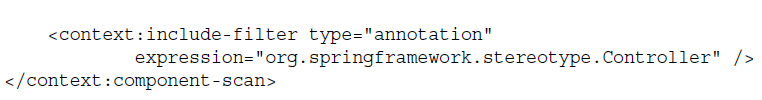 <context:include-filter type="annotation"
expression="org.springframework.stereotype.Controller" />
</context:component-scan>